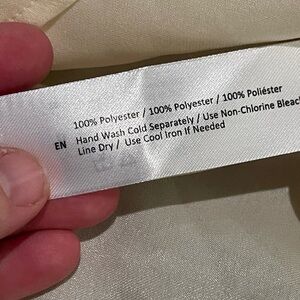 100% Polyester / 100% Polyester / 100% Poliéster
EN Hand Wash Cold Separately / Use Non-Chlorine Bleach
Line Dry / Use Cool Iron If Needed